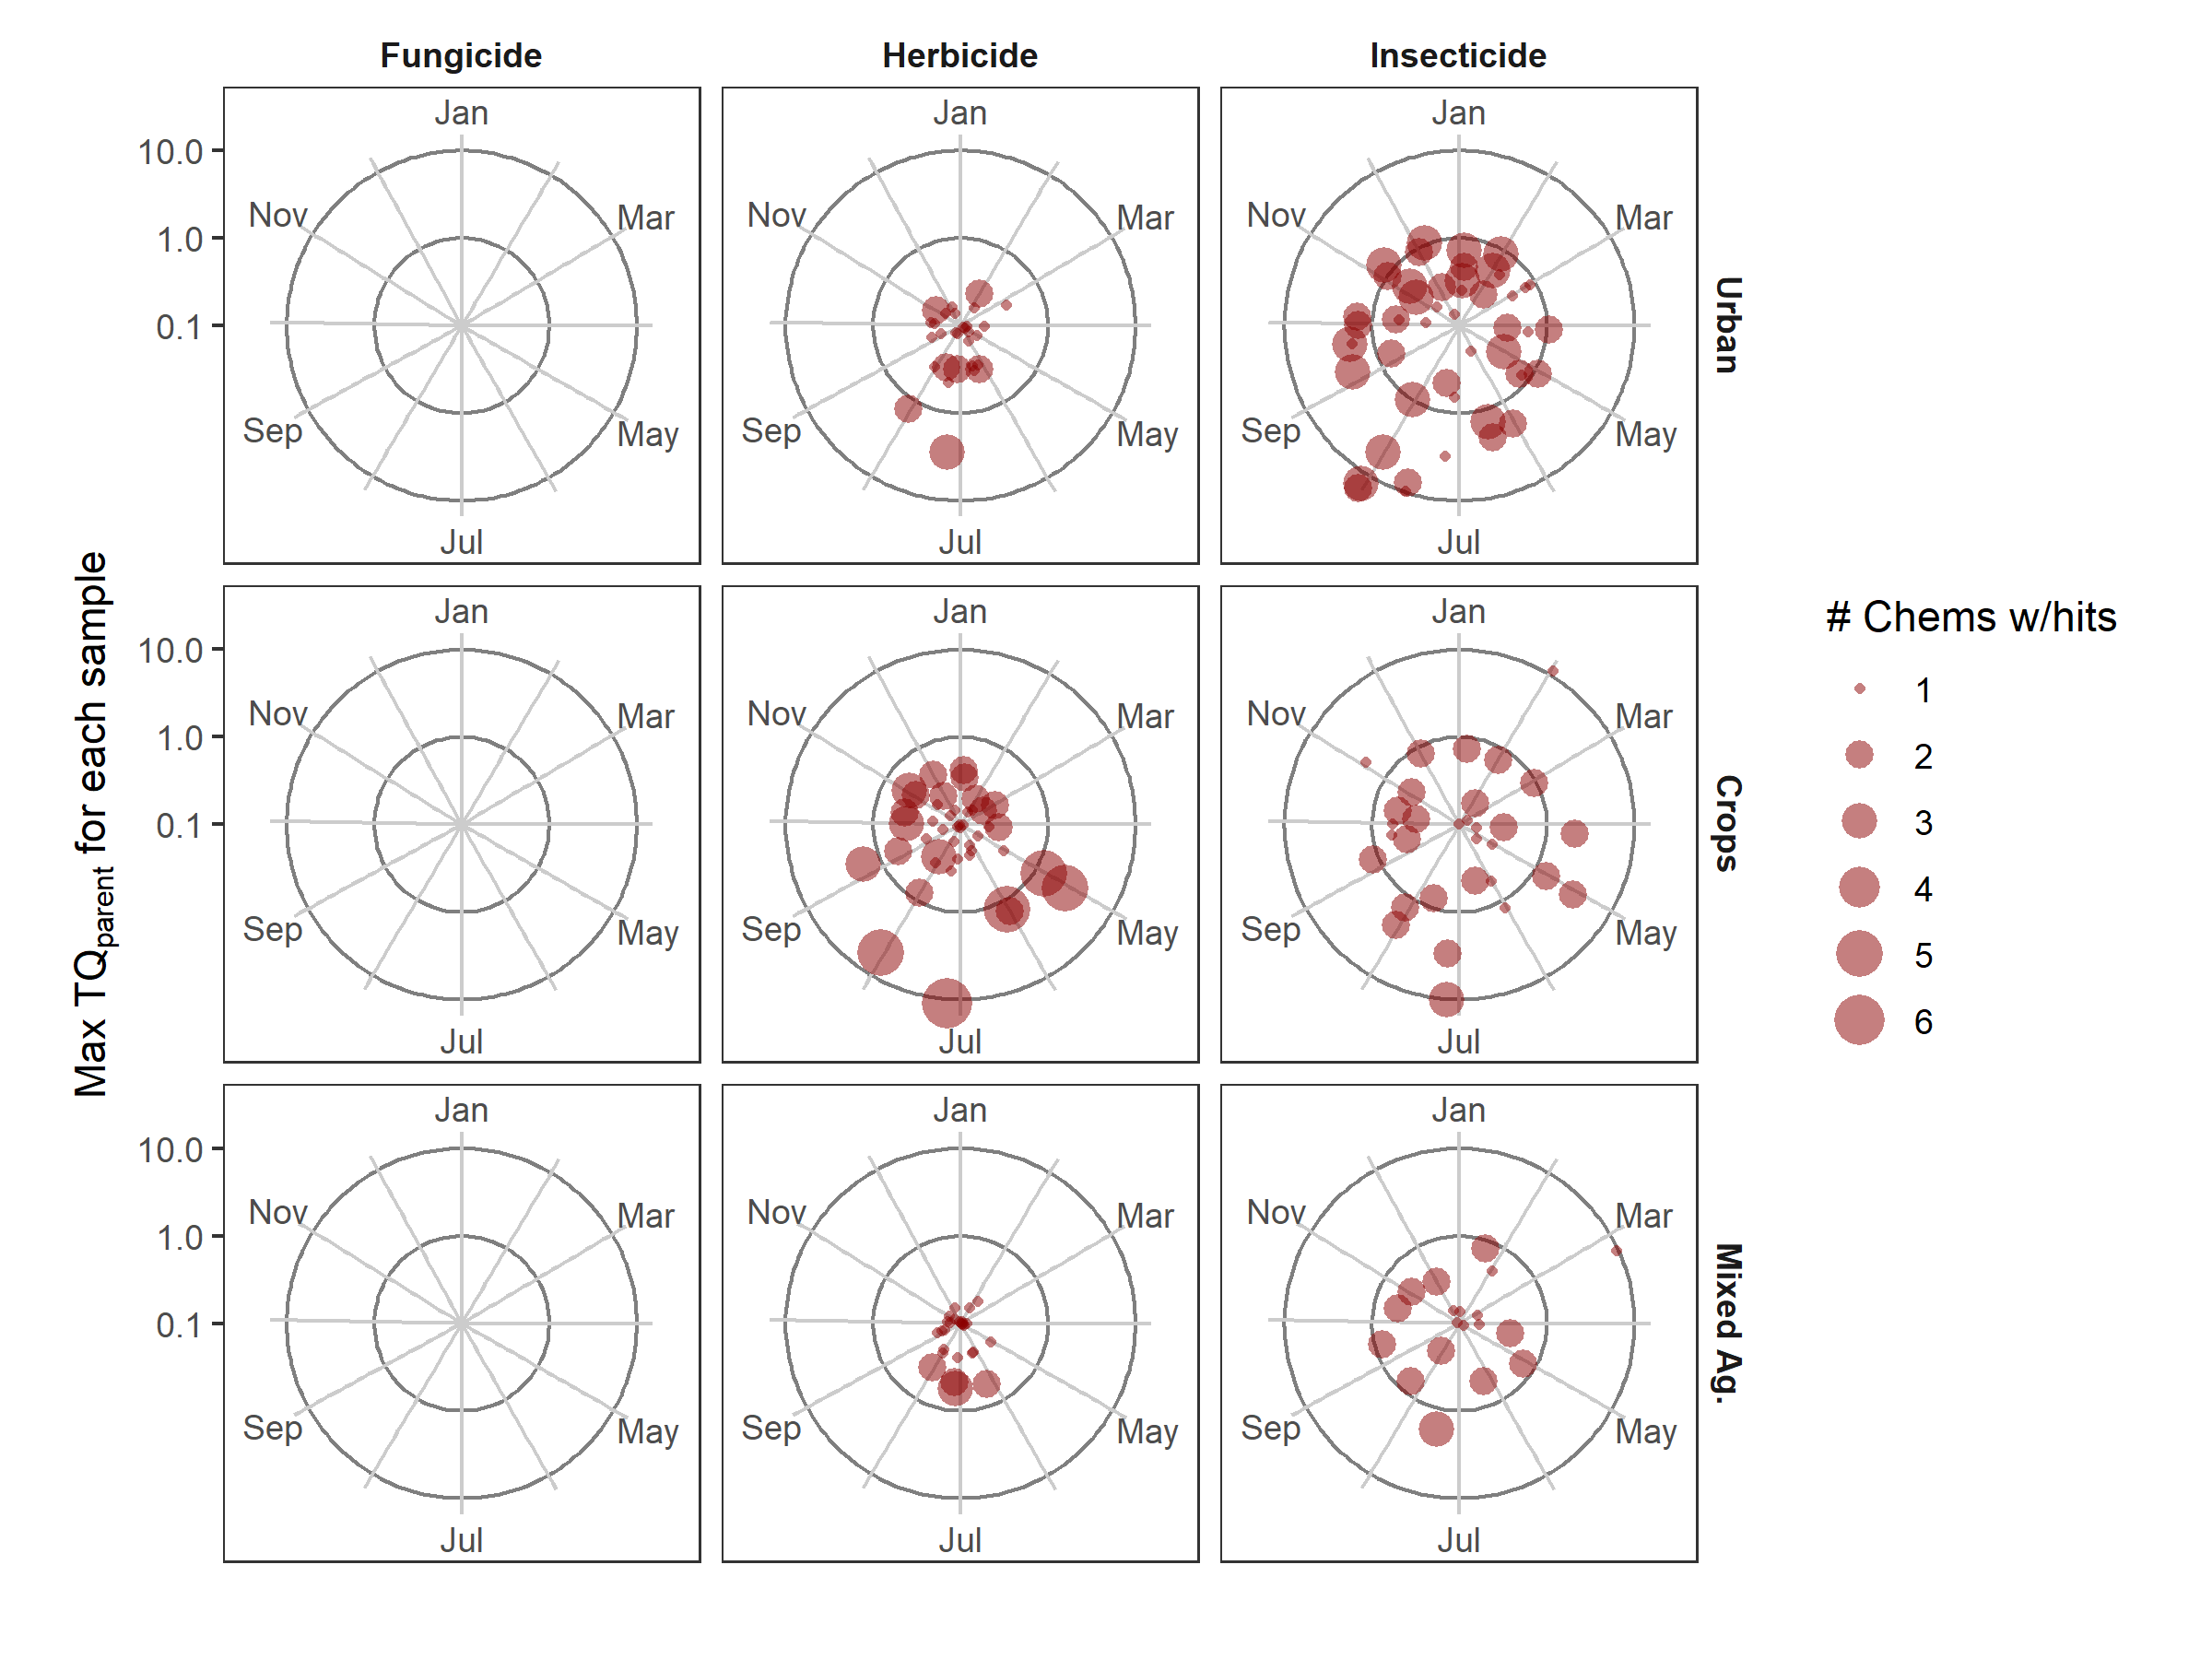 Fungicide Herbicide Insecticide
Jan Jan Jan
10.0
Nov Mar Nov Mar Nov Mar
1.0
0.1
Urban
Sep May Sep May Sep May
Jul Jul Jul
Jan Jan Jan
10.0
Nov Mar Nov Mar Nov Mar
1.0
0.1
Crops
Sep May Sep May Sep May
Jul Jul Jul
Jan Jan Jan
10.0
Nov Mar Nov Mar Nov Mar
1.0
0.1
Mixed Ag.
Sep May Sep May Sep May
Jul Jul Jul
Max TQparent for each sample
# Chems w/hits
1
2
3
4
5
6